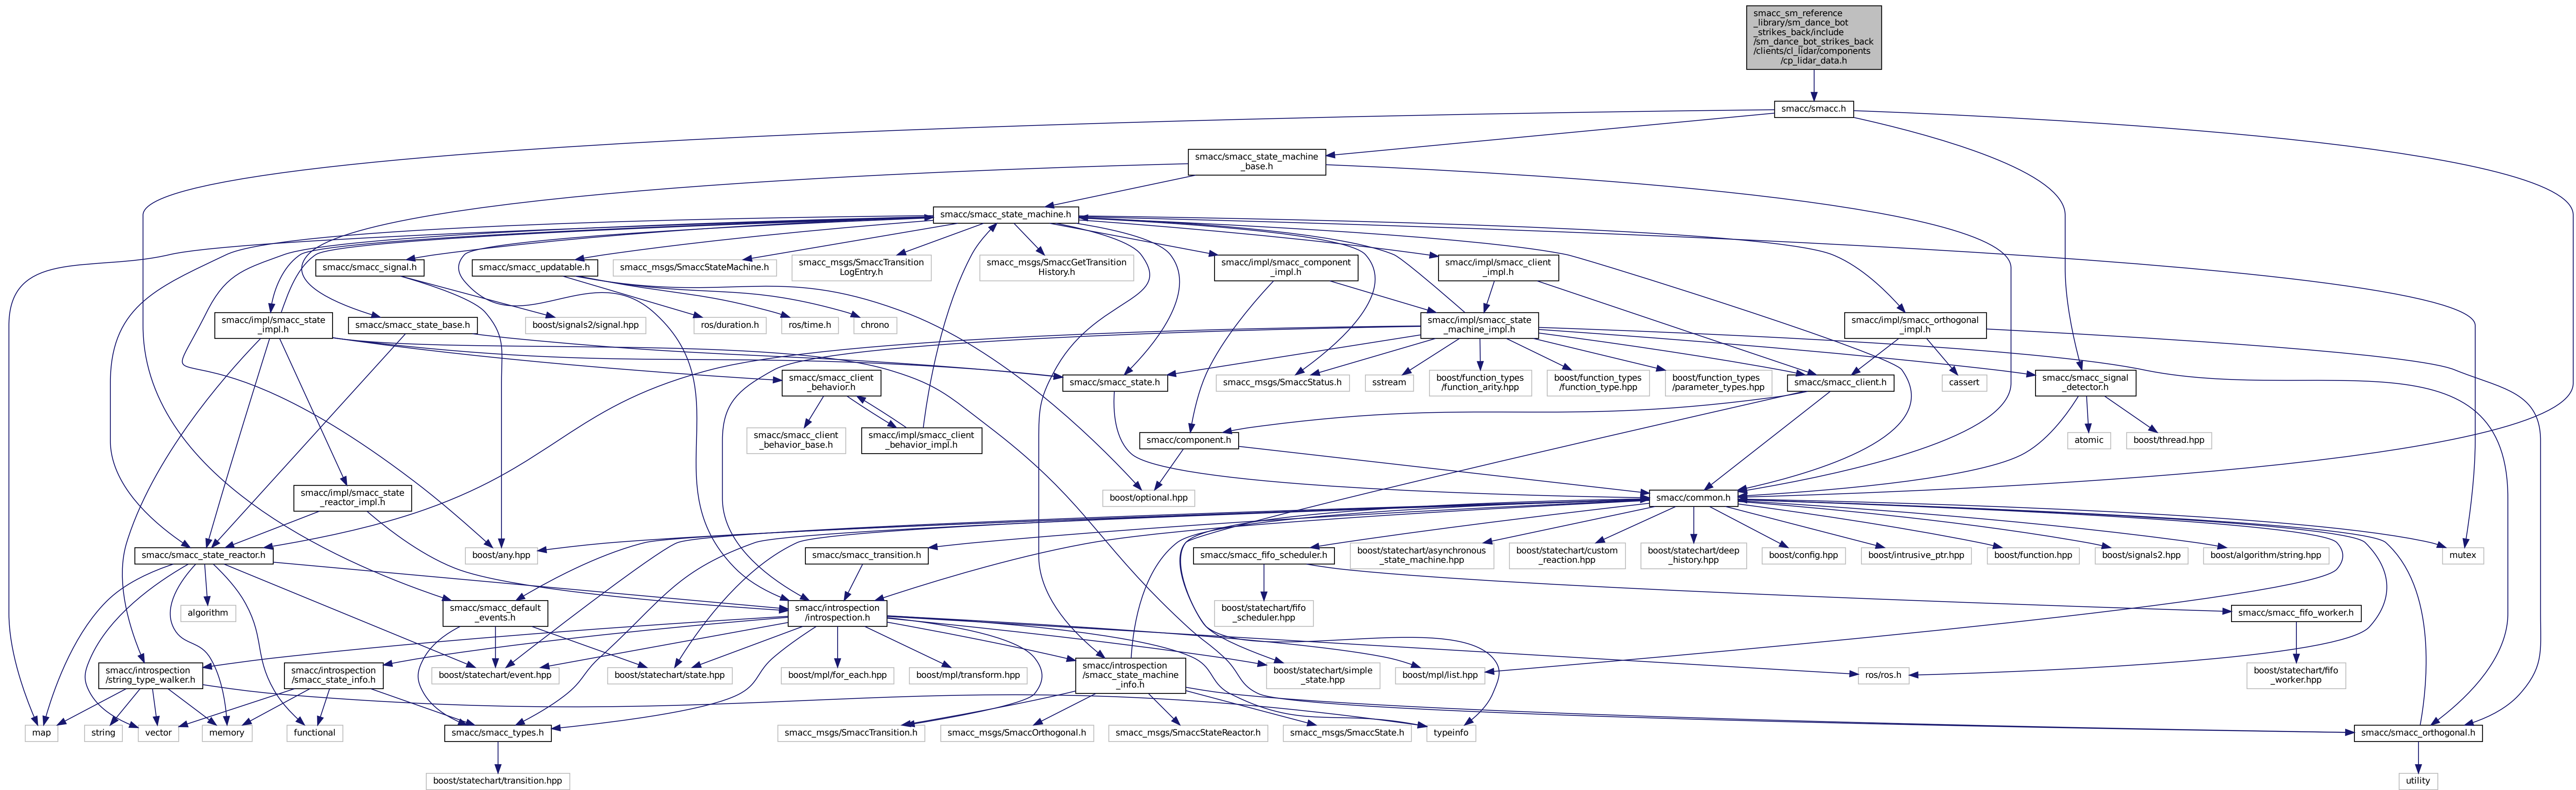 smacc_sm_reference
_library/sm_dance_bot
_strikes_back/include
/sm_dance_bot_strikes_back
/clients/cl_lidar/components
/cp_lidar_data.h
smacc/smacc.h
smacc/smacc_state_machine
_base.h
smacc/smacc_state_machine.h
smacc/smacc_signal.h
smacc/smacc_updatable.h
smacc_msgs/SmaccStateMachine.h
smacc_msgs/SmaccTransition
LogEntry.h
smacc_msgs/SmaccGetTransition
History.h
smacc/impl/smacc_component
_impl.h
smacc/impl/smacc_client
_impl.h
smacc/impl/smacc_state
_impl.h
smacc/smacc_state_base.h
boost/signals2/signal.hpp
ros/duration.h
ros/time.h
chrono
smacc/impl/smacc_state
_machine_impl.h
smacc/impl/smacc_orthogonal
_impl.h
smacc/smacc_client
_behavior.h
smacc/smacc_state.h
smacc_msgs/SmaccStatus.h
sstream
boost/function_types
/function_arity.hpp
boost/function_types
/function_type.hpp
boost/function_types
/parameter_types.hpp
smacc/smacc_client.h
cassert
smacc/smacc_signal
_detector.h
smacc/smacc_client
_behavior_base.h
smacc/impl/smacc_client
_behavior_impl.h
smacc/component.h
atomic
boost/thread.hpp
smacc/impl/smacc_state
_reactor_impl.h
boost/optional.hpp
smacc/common.h
smacc/smacc_state_reactor.h
boost/any.hpp
smacc/smacc_transition.h
smacc/smacc_fifo_scheduler.h
boost/statechart/asynchronous
_state_machine.hpp
boost/statechart/custom
_reaction.hpp
boost/statechart/deep
_history.hpp
boost/config.hpp
boost/intrusive_ptr.hpp
boost/function.hpp
boost/signals2.hpp
boost/algorithm/string.hpp
mutex
algorithm
smacc/smacc_default
_events.h
smacc/introspection
/introspection.h
boost/statechart/fifo
_scheduler.hpp
smacc/smacc_fifo_worker.h
smacc/introspection
/string_type_walker.h
smacc/introspection
/smacc_state_info.h
boost/statechart/event.hpp
boost/statechart/state.hpp
boost/mpl/for_each.hpp
boost/mpl/transform.hpp
smacc/introspection
/smacc_state_machine
_info.h
boost/statechart/simple
_state.hpp
boost/mpl/list.hpp
ros/ros.h
boost/statechart/fifo
_worker.hpp
map
string
vector
memory
functional
smacc/smacc_types.h
smacc_msgs/SmaccTransition.h
smacc_msgs/SmaccOrthogonal.h
smacc_msgs/SmaccStateReactor.h
smacc_msgs/SmaccState.h
typeinfo
smacc/smacc_orthogonal.h
boost/statechart/transition.hpp
utility